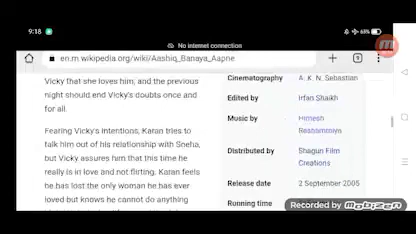 9:18
63%
No internet connection
en.m.wikipedia.org/wiki/Aashiq_Banaya_Aapne
9
Vicky that she loves him, and the previous
night should end Vicky's doubts once and
for all.
Fearing Vicky's intentions, Karan tries to
talk him out of his relationship with Sneha,
but Vicky assures him that this time he
really is in love and not flirting. Karan feels
he has lost the only woman he has ever
loved but knows he cannot do anything
Cinematography A. K. N. Sebastian
Edited by Irfan Shaikh
Music by Himesh
Reshammiya
Distributed by Shagun Film
Creations
Release date 2 September 2005
Running time
Recorded by mobizen